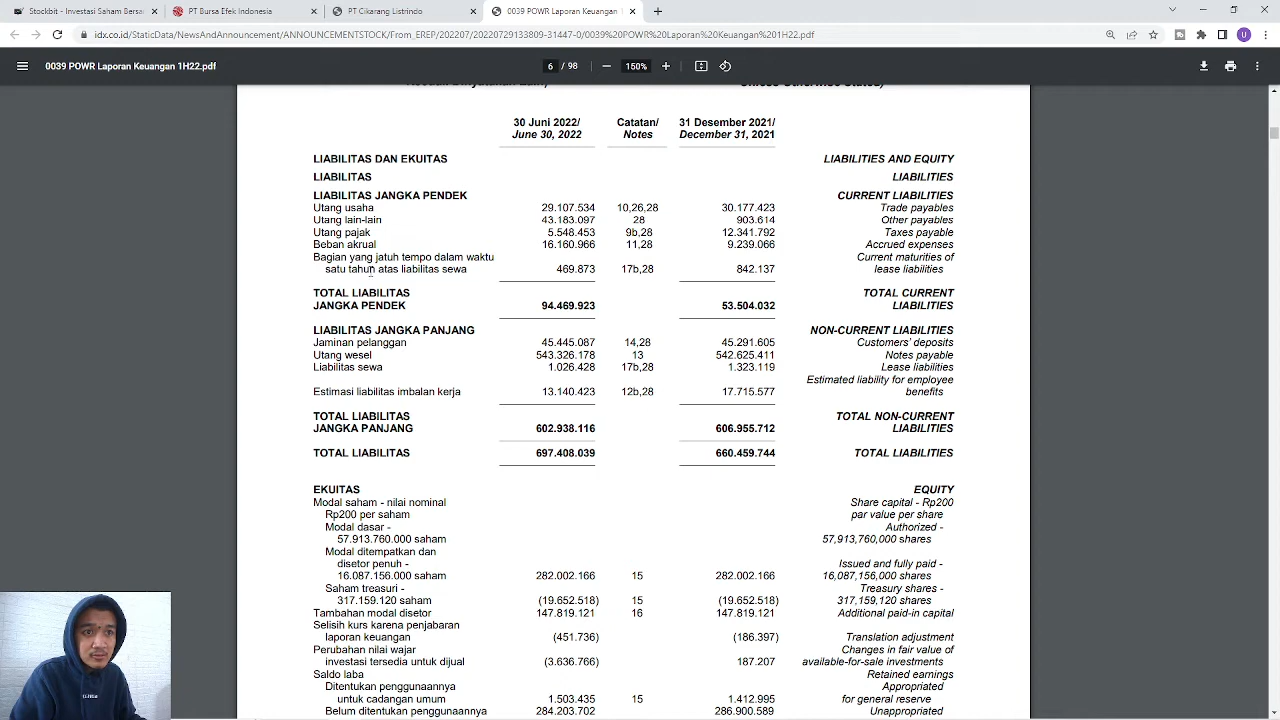 Stockbit - Investasi Saham Bersa
PT Bursa Efek Indonesia
PT Cikarang Listrindo
0039 POWR Laporan Keuangan
idx.co.id/StaticData/NewsAndAnnouncement/ANNOUNCEMENTSTOCK/From_EREP/202207/20220729133809-31447-0/0039%20POWR%20Laporan%20Keuangan%201H22.pdf
U
0039 POWR Laporan Keuangan 1H22.pdf
6 / 98
150%
30 Juni 2022/ Catatan/ 31 Desember 2021/
June 30, 2022 Notes December 31, 2021
LIABILITAS DAN EKUITAS LIABILITIES AND EQUITY
LIABILITAS LIABILITIES
LIABILITAS JANGKA PENDEK CURRENT LIABILITIES
Utang usaha 29.107.534 10,26,28 30.177.423 Trade payables
Utang lain-lain 43.183.097 28 903.614 Other payables
Utang pajak 5.548.453 9b,28 12.341.792 Taxes payable
Beban akrual 16.160.966 11,28 9.239.066 Accrued expenses
Bagian yang jatuh tempo dalam waktu Current maturities of
satu tahun atas liabilitas sewa 469.873 17b,28 842.137 lease liabilities
TOTAL LIABILITAS TOTAL CURRENT
JANGKA PENDEK 94.469.923 53.504.032 LIABILITIES
LIABILITAS JANGKA PANJANG NON-CURRENT LIABILITIES
Jaminan pelanggan 45.445.087 14,28 45.291.605 Customers' deposits
Utang wesel 543.326.178 13 542.625.411 Notes payable
Liabilitas sewa 1.026.428 17b,28 1.323.119 Lease liabilities
Estimated liability for employee
Estimasi liabilitas imbalan kerja 13.140.423 12b,28 17.715.577 benefits
TOTAL LIABILITAS TOTAL NON-CURRENT
JANGKA PANJANG 602.938.116 606.955.712 LIABILITIES
TOTAL LIABILITAS 697.408.039 660.459.744 TOTAL LIABILITIES
EKUITAS EQUITY
Modal saham - nilai nominal Share capital - Rp200
Rp200 per saham par value per share
Modal dasar - Authorized -
57.913.760.000 saham 57,913,760,000 shares
Modal ditempatkan dan
disetor penuh - Issued and fully paid -
16.087.156.000 saham 282.002.166 15 282.002.166 16,087,156,000 shares
Saham treasuri - Treasury shares -
317.159.120 saham (19.652.518) 15 (19.652.518) 317,159,120 shares
Tambahan modal disetor 147.819.121 16 147.819.121 Additional paid-in capital
Selisih kurs karena penjabaran
laporan keuangan (451.736) (186.397) Translation adjustment
Perubahan nilai wajar Changes in fair value of
investasi tersedia untuk dijual (3.636.766) 187.207 available-for-sale investments
Saldo laba Retained earnings
Ditentukan penggunaannya Appropriated
untuk cadangan umum 1.503.435 15 1.412.995 for general reserve
Belum ditentukan penggunaannya 284.203.702 286.900.589 Unappropriated